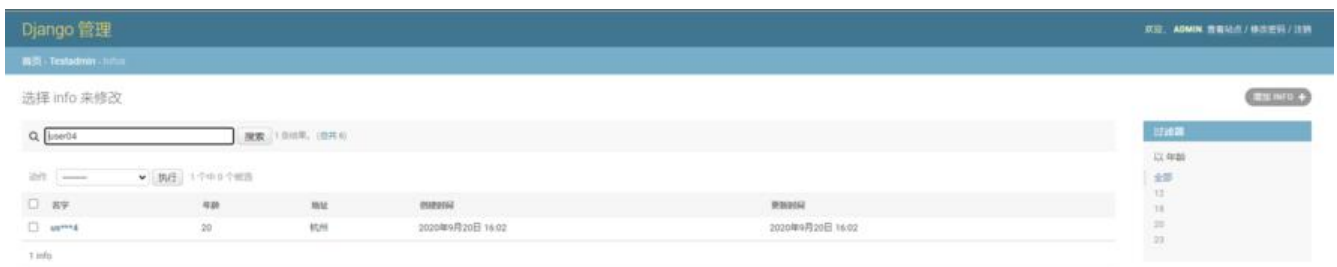 Django 管理
欢迎，ADMIN. 查看站点 / 修改密码 / 注销
首页 › Testadmin › Infos
选择 info 来修改
增加 INFO +
user04
搜索 1 条结果。 (总共 6)
动作 --------- 执行 1 个中 0 个被选
名字 年龄 地址 创建时间 更新时间
us***4 20 杭州 2020年9月20日 16:02 2020年9月20日 16:02
1 info
过滤器
以 年龄
全部
12
18
20
23